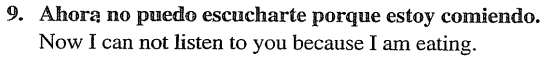 9. Ahora no puedo escucharte porque estoy comiendo.
Now I can not listen to you because I am eating.